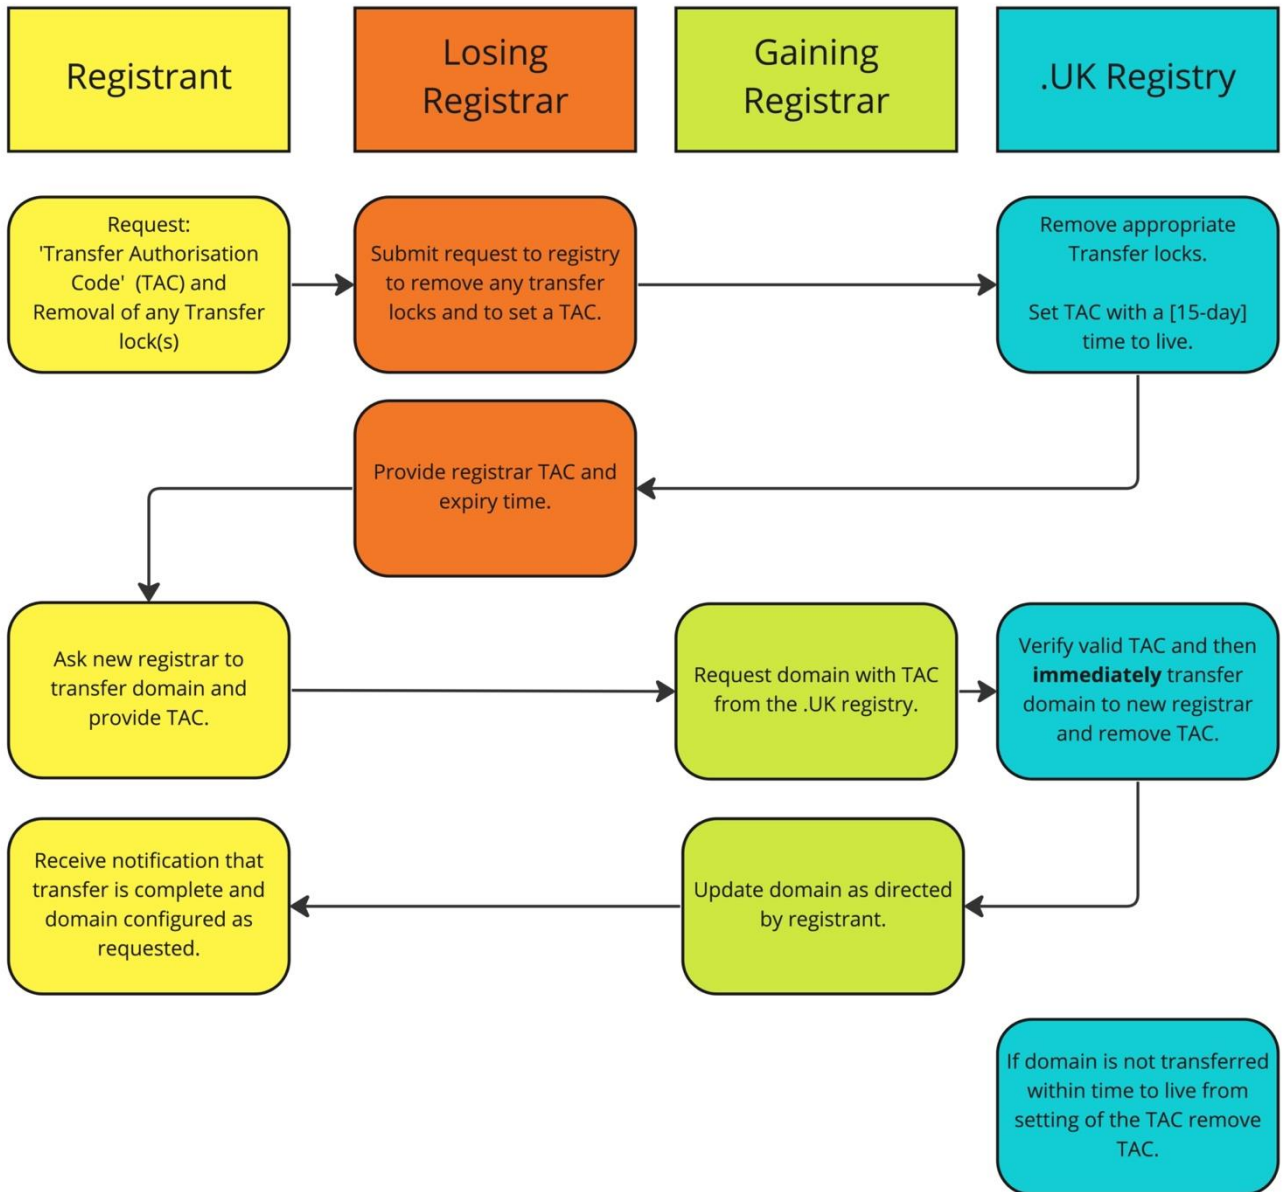 Registrant
Losing
Registrar
Gaining
Registrar
.UK Registry
Request:
'Transfer Authorisation
Code' (TAC) and
Removal of any Transfer
lock(s)
Submit request to registry
to remove any transfer
locks and to set a TAC.
Remove appropriate
Transfer locks.
Set TAC with a [15-day]
time to live.
Provide registrar TAC and
expiry time.
Ask new registrar to
transfer domain and
provide TAC.
Request domain with TAC
from the .UK registry.
Verify valid TAC and then
immediately transfer
domain to new registrar
and remove TAC.
Receive notification that
transfer is complete and
domain configured as
requested.
Update domain as directed
by registrant.
If domain is not transferred
within time to live from
setting of the TAC remove
TAC.